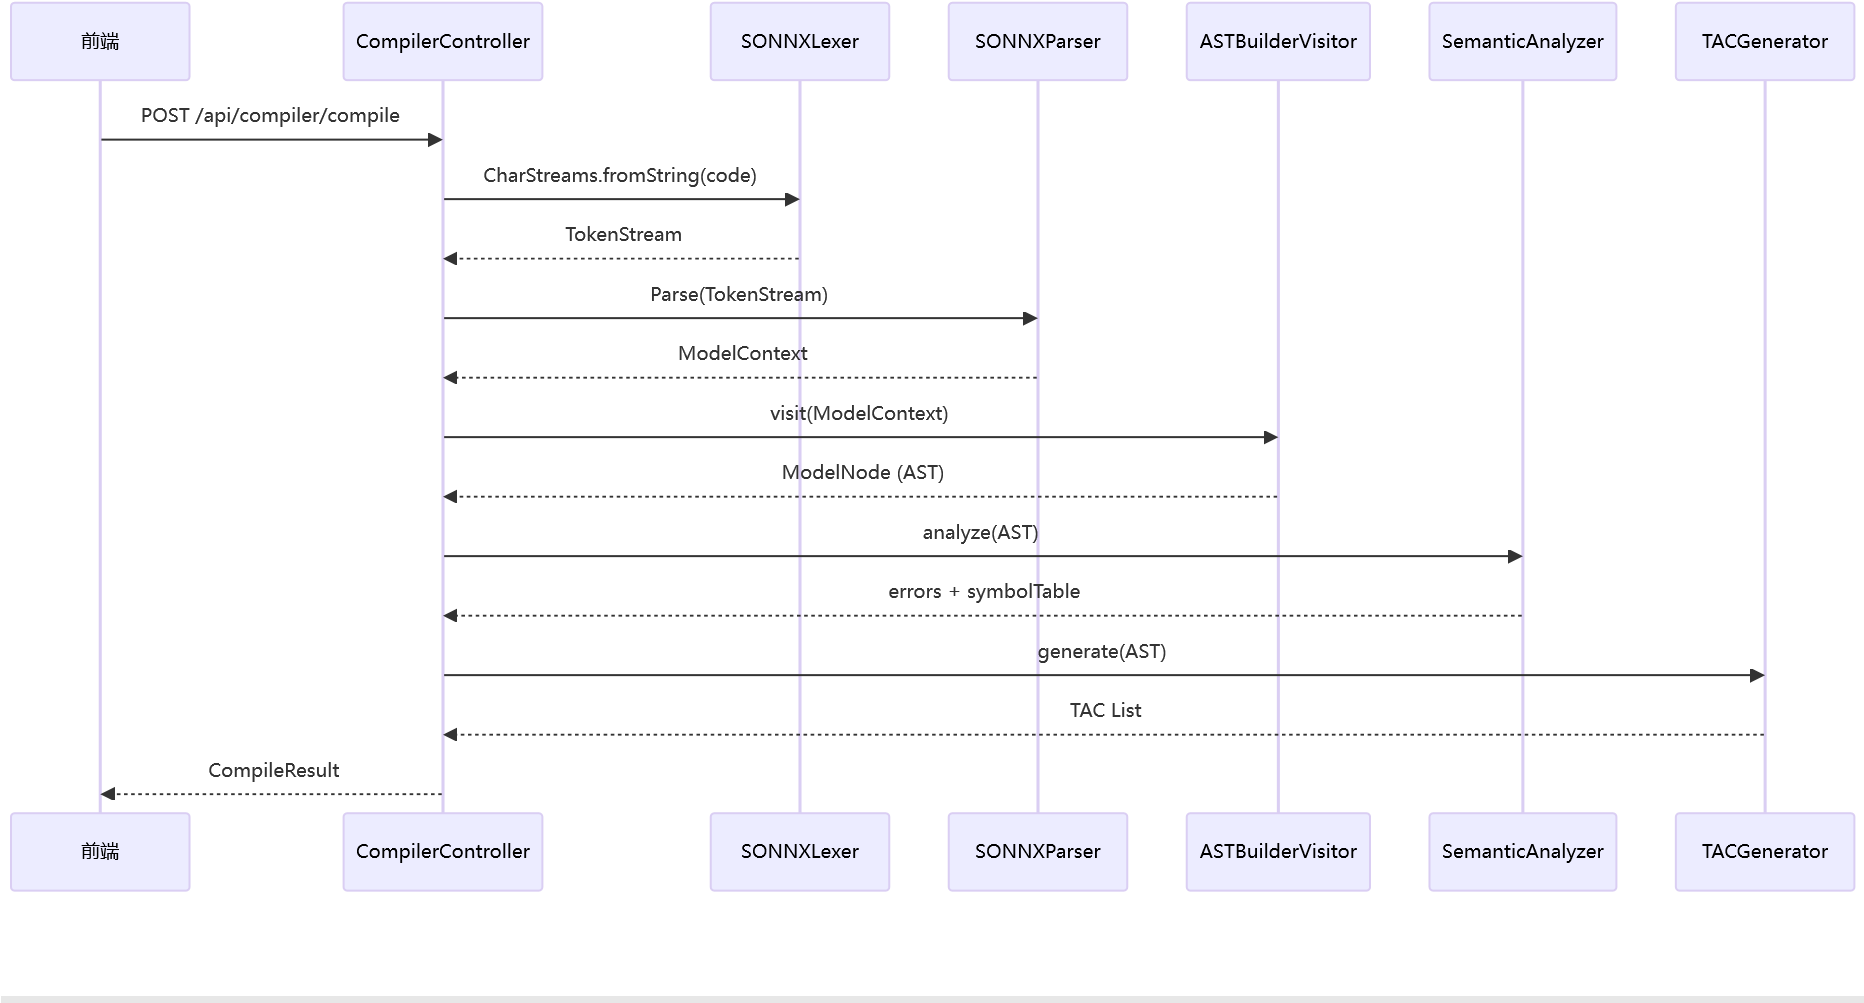 前端
CompilerController
SONNXLexer
SONNXParser
ASTBuilderVisitor
SemanticAnalyzer
TACGenerator
POST /api/compiler/compile
CharStreams.fromString(code)
TokenStream
Parse(TokenStream)
ModelContext
visit(ModelContext)
ModelNode (AST)
analyze(AST)
errors + symbolTable
generate(AST)
TAC List
CompileResult
前端
CompilerController
SONNXLexer
SONNXParser
ASTBuilderVisitor
SemanticAnalyzer
TACGenerator